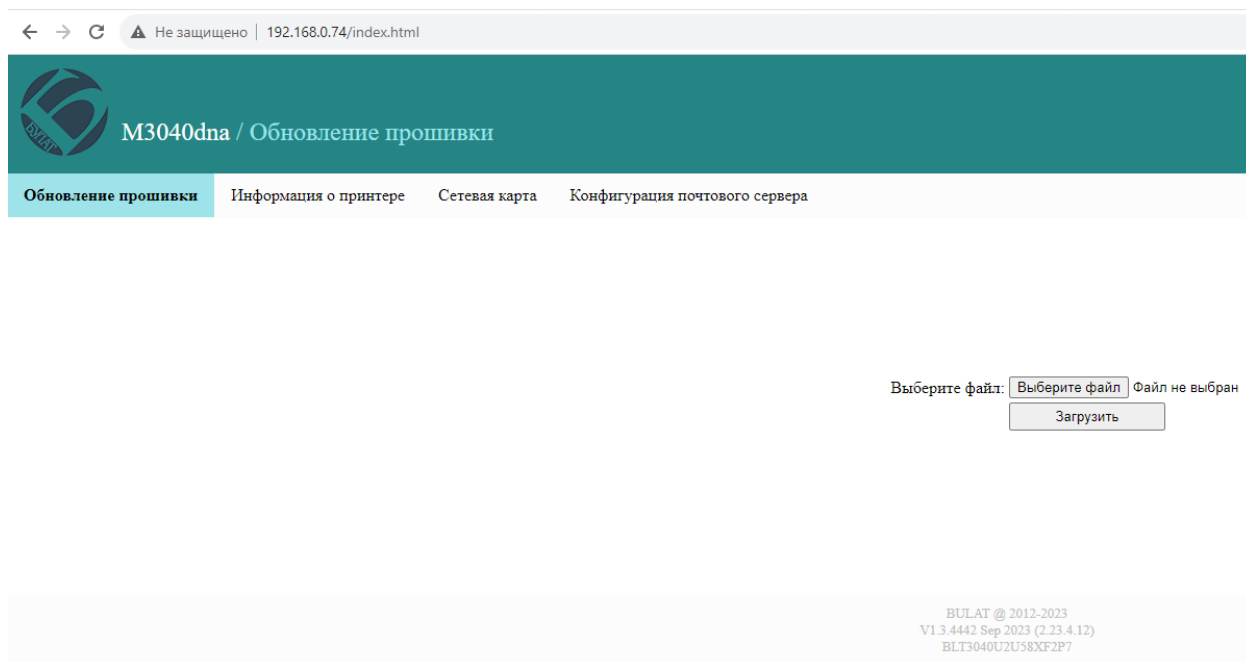 Не защищено | 192.168.0.74/index.html
БУЛАТ
M3040dna / Обновление прошивки
Обновление прошивки Информация о принтере Сетевая карта Конфигурация почтового сервера
Выберите файл: Выберите файл Файл не выбран
Загрузить
BULAT @ 2012-2023
V1.3.4442 Sep 2023 (2.23.4.12)
BLT3040U2U58XF2P7